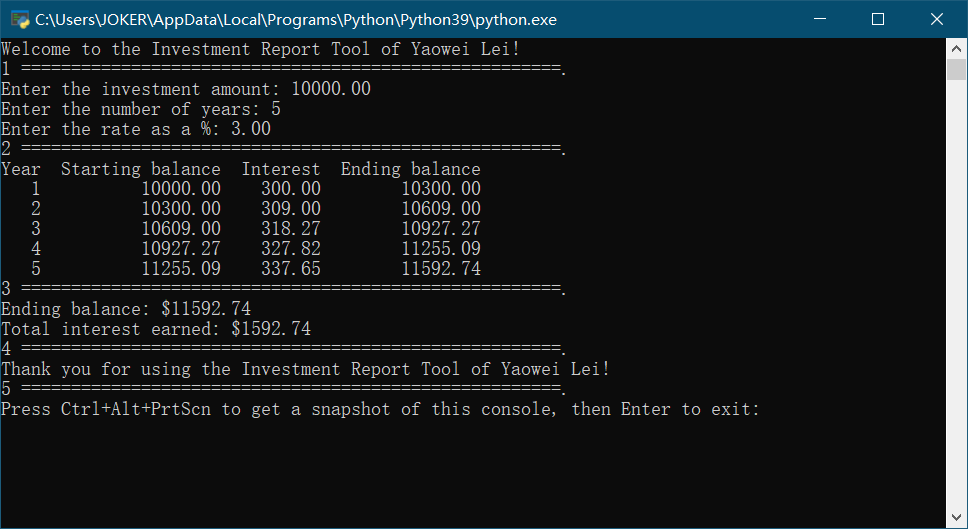 C:\Users\JOKER\AppData\Local\Programs\Python\Python39\python.exe
Welcome to the Investment Report Tool of Yaowei Lei!
1 ======================================================.
Enter the investment amount: 10000.00
Enter the number of years: 5
Enter the rate as a %: 3.00
2 ======================================================.
Year  Starting balance  Interest  Ending balance
   1          10000.00    300.00        10300.00
   2          10300.00    309.00        10609.00
   3          10609.00    318.27        10927.27
   4          10927.27    327.82        11255.09
   5          11255.09    337.65        11592.74
3 ======================================================.
Ending balance: $11592.74
Total interest earned: $1592.74
4 ======================================================.
Thank you for using the Investment Report Tool of Yaowei Lei!
5 ======================================================.
Press Ctrl+Alt+PrtScn to get a snapshot of this console, then Enter to exit: